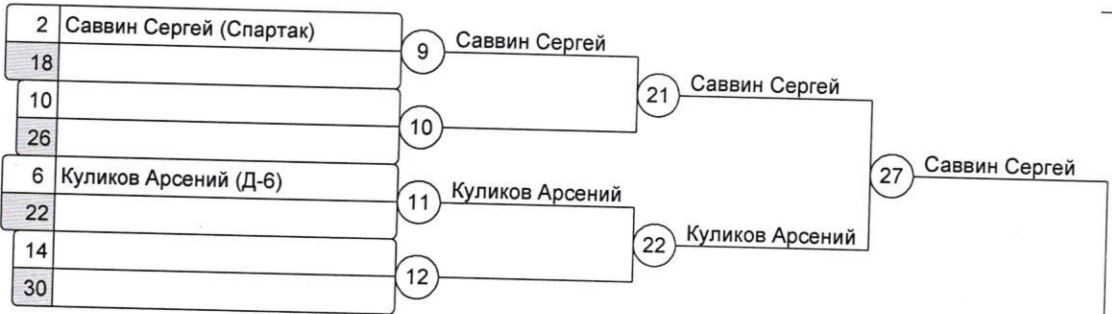 2 Саввин Сергей (Спартак)
18
9 Саввин Сергей
10
26
10
21 Саввин Сергей
6 Куликов Арсений (Д-6)
22
11 Куликов Арсений
14
30
12
22 Куликов Арсений
27 Саввин Сергей